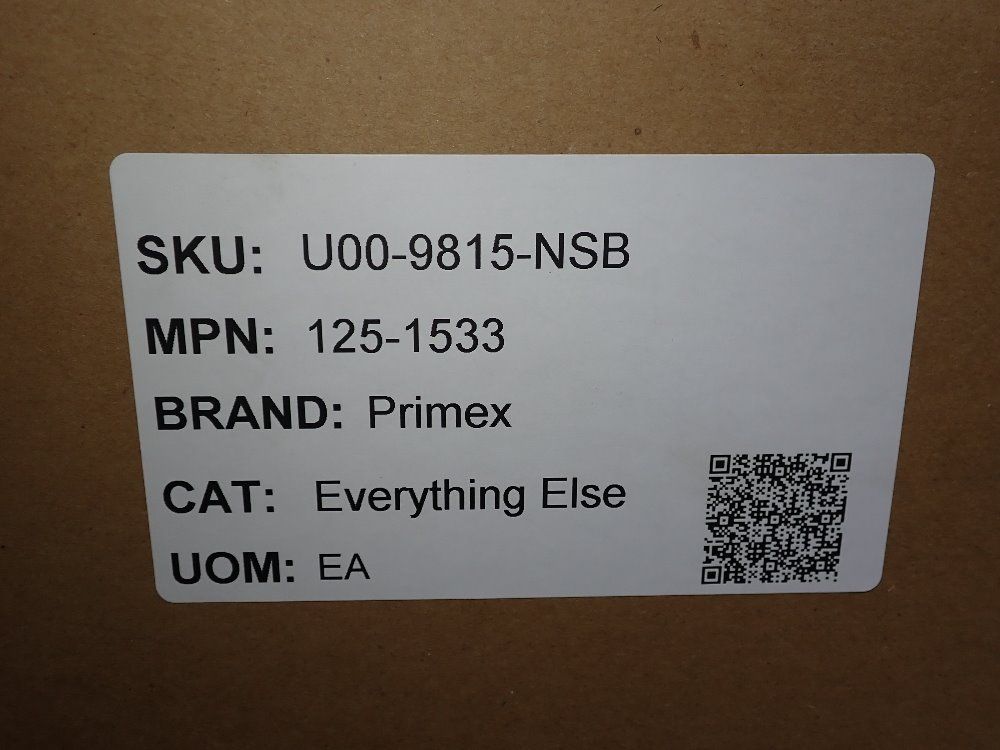 SKU: U00-9815-NSB
MPN: 125-1533
BRAND: Primex
CAT: Everything Else
UOM: EA